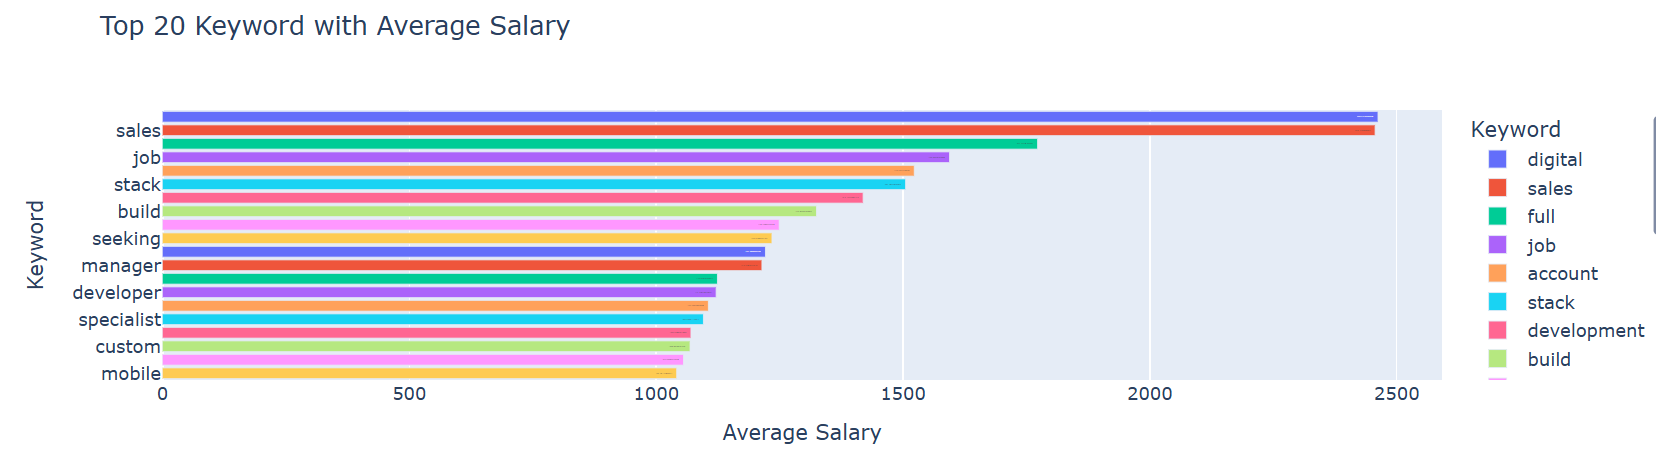 Top 20 Keyword with Average Salary
Keyword
sales
job
stack
build
seeking
manager
developer
specialist
custom
mobile
0 500 1000 1500 2000 2500
Average Salary
Keyword
digital
sales
full
job
account
stack
development
build